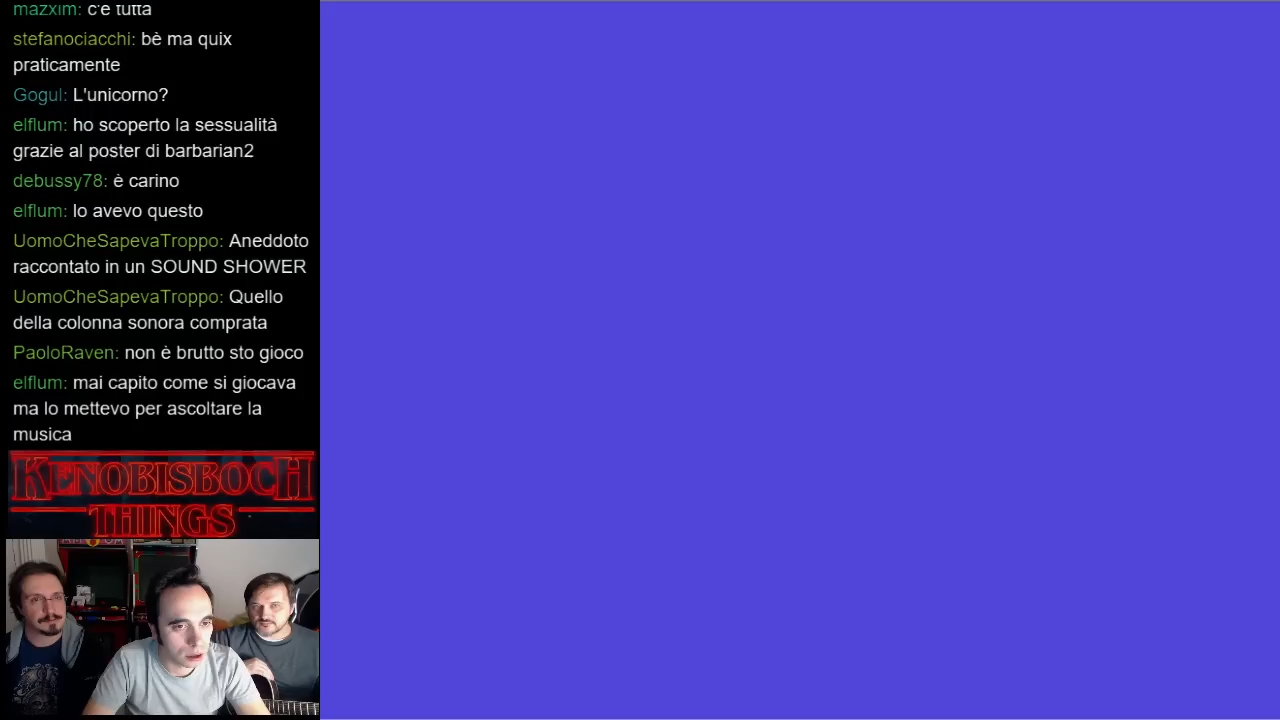 mazxim: c'è tutta
stefanociacchi: bè ma quix
praticamente
Gogul: L'unicorno?
elflum: ho scoperto la sessualità
grazie al poster di barbarian2
debussy78: è carino
elflum: lo avevo questo
UomoCheSapevaTroppo: Aneddoto
raccontato in un SOUND SHOWER
UomoCheSapevaTroppo: Quello
della colonna sonora comprata
PaoloRaven: non è brutto sto gioco
elflum: mai capito come si giocava
ma lo mettevo per ascoltare la
musica
KENOBISBOCH
THINGS